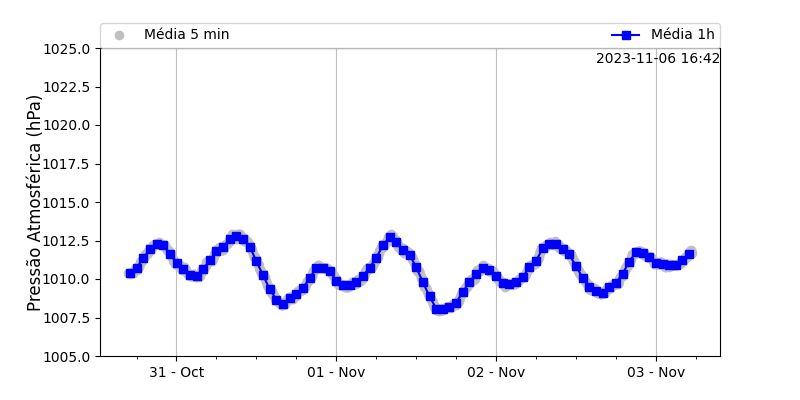 Média 5 min
Média 1h
2023-11-06 16:42
Pressão Atmosférica (hPa)
1025.0
1022.5
1020.0
1017.5
1015.0
1012.5
1010.0
1007.5
1005.0
31 - Oct
01 - Nov
02 - Nov
03 - Nov